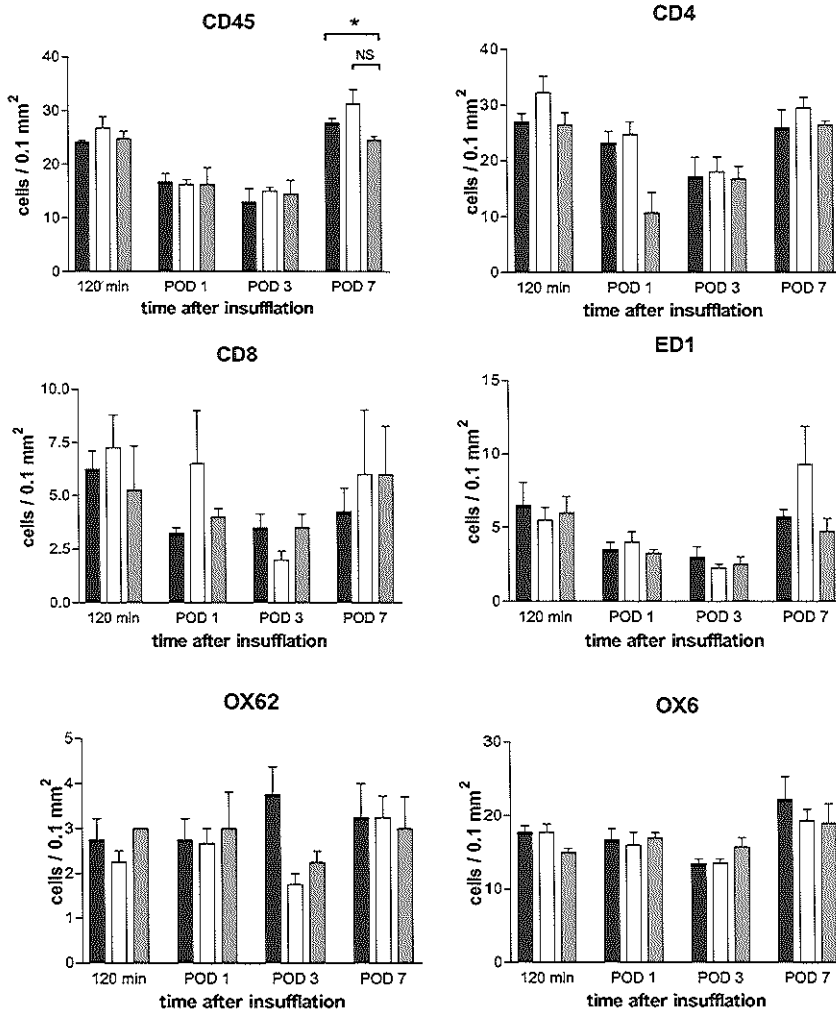 CD45
*
NS
40
30
20
10
0
cells / 0.1 mm²
120 min POD 1 POD 3 POD 7
time after insufflation
CD4
40
30
20
10
0
cells / 0.1 mm²
120 min POD 1 POD 3 POD 7
time after insufflation
CD8
10.0
7.5
5.0
2.5
0.0
cells / 0.1 mm²
120 min POD 1 POD 3 POD 7
time after insufflation
ED1
15
10
5
0
cells / 0.1 mm²
120 min POD 1 POD 3 POD 7
time after insufflation
OX62
5
4
3
2
1
0
cells / 0.1 mm²
120 min POD 1 POD 3 POD 7
time after insufflation
OX6
30
20
10
0
cells / 0.1 mm²
120 min POD 1 POD 3 POD 7
time after insufflation